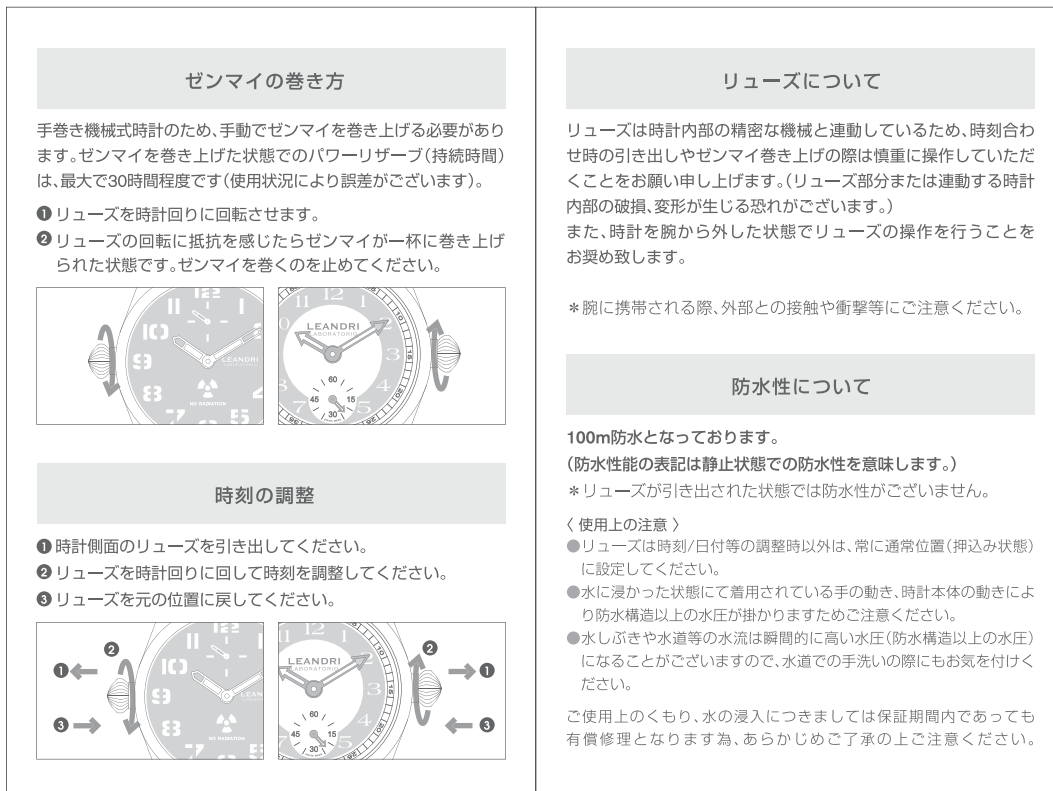 ゼンマイの巻き方
手巻き機械式時計のため、手動でゼンマイを巻き上げる必要があり
ます。ゼンマイを巻き上げた状態でのパワーリザーブ（持続時間）
は、最大で30時間程度です（使用状況により誤差がございます）。
❶リューズを時計回りに回転させます。
❷リューズの回転に抵抗を感じたらゼンマイが一杯に巻き上げ
られた状態です。ゼンマイを巻くのを止めてください。
11 12
10
9
8
7
5
LEANDRI
NO RADIATION
11 12 1
LEANDRI
LABORATORIO
3
4
5
7
60
45 15
30
時刻の調整
❶時計側面のリューズを引き出してください。
❷リューズを時計回りに回して時刻を調整してください。
❸リューズを元の位置に戻してください。
❷
❶
❸
11
10
9
8
NO RADIATION
11 12 1
LEANDRI
LABORATORIO
3
4
60
45 15
30
❷
❶
❸
リューズについて
リューズは時計内部の精密な機械と連動しているため、時刻合わ
せ時の引き出しやゼンマイ巻き上げの際は慎重に操作していただ
くことをお願い申し上げます。（リューズ部分または連動する時計
内部の破損、変形が生じる恐れがございます。）
また、時計を腕から外した状態でリューズの操作を行うことを
お奨め致します。
＊腕に携帯される際、外部との接触や衝撃等にご注意ください。
防水性について
100m防水となっております。
（防水性能の表記は静止状態での防水性を意味します。）
＊リューズが引き出された状態では防水性がございません。
〈 使用上の注意 〉
●リューズは時刻/日付等の調整時以外は、常に通常位置（押込み状態）
に設定してください。
●水に浸かった状態にて着用されている手の動き、時計本体の動きによ
り防水構造以上の水圧が掛かりますためご注意ください。
●水しぶきや水道等の水流は瞬間的に高い水圧（防水構造以上の水圧）
になることがございますので、水道での手洗いの際にもお気を付けく
ださい。
ご使用上のくもり、水の浸入につきましては保証期間内であっても
有償修理となります為、あらかじめご了承の上ご注意ください。